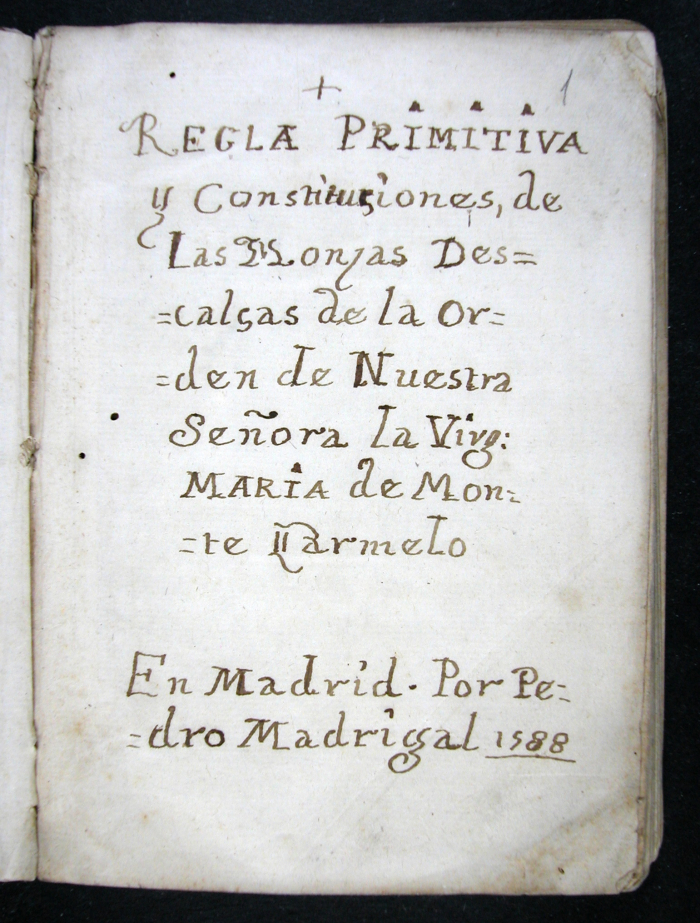 + 1
REGLA PRIMITIVA
y Constituçiones, de
Las Monjas Des=
=calças de la Or=
=den de Nuestra
Señora la Virg:
MARIA de Mon=
=te Carmelo
En Madrid. Por Pe=
=dro Madrigal 1588